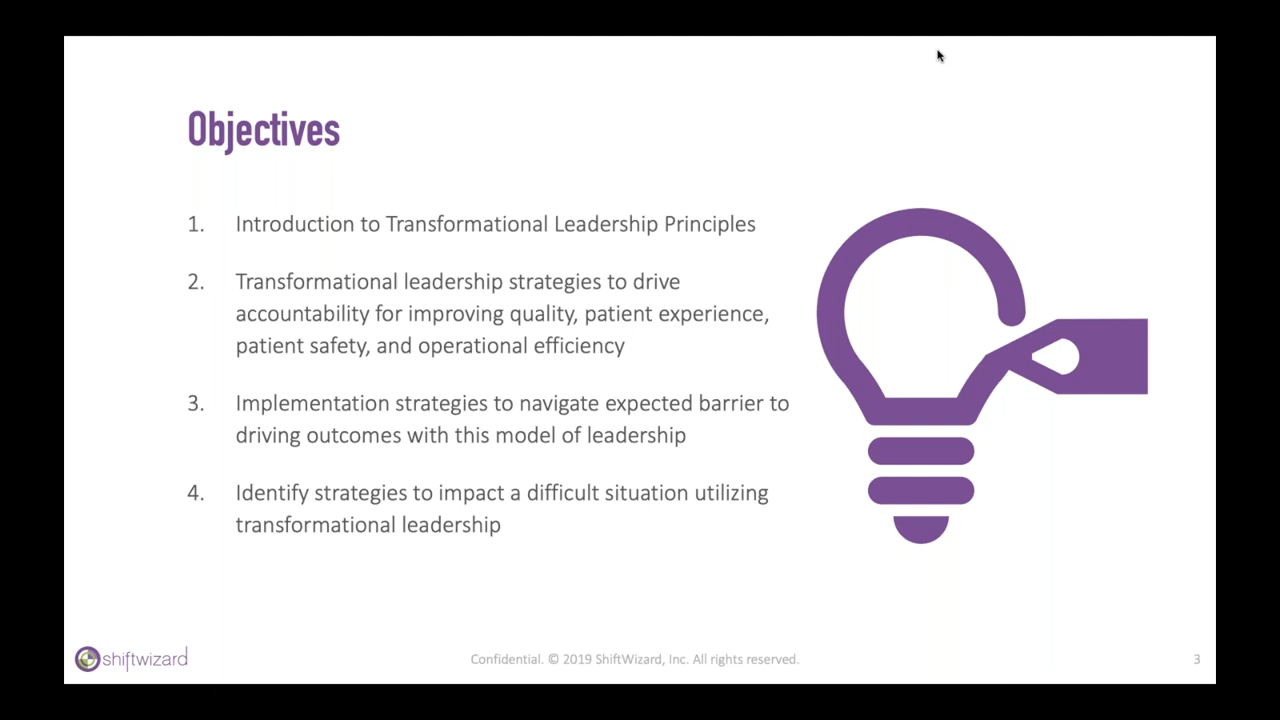 Objectives
1. Introduction to Transformational Leadership Principles
2. Transformational leadership strategies to drive
accountability for improving quality, patient experience,
patient safety, and operational efficiency
3. Implementation strategies to navigate expected barrier to
driving outcomes with this model of leadership
4. Identify strategies to impact a difficult situation utilizing
transformational leadership
shiftwizard
Confidential. © 2019 ShiftWizard, Inc. All rights reserved.
3